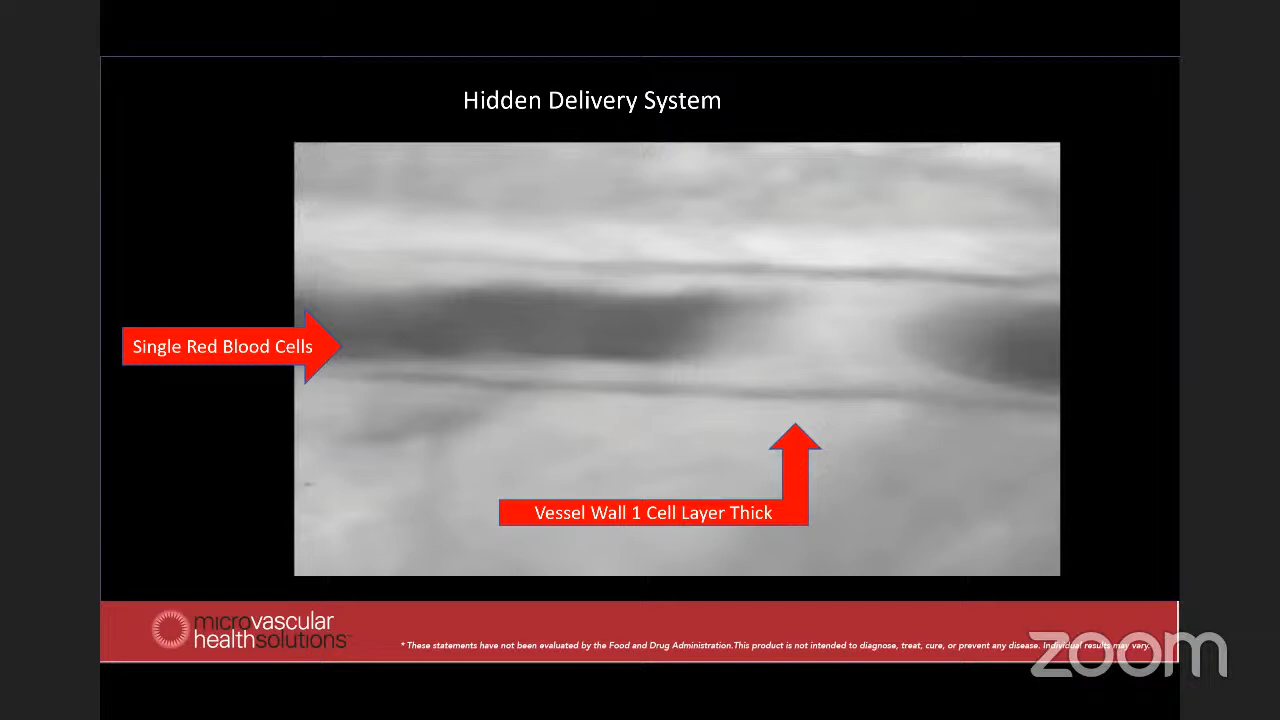 Hidden Delivery System
Single Red Blood Cells
Vessel Wall 1 Cell Layer Thick
microvascular
healthsolutions
* These statements have not been evaluated by the Food and Drug Administration.This product is not intended to diagnose, treat, cure, or prevent any disease. Individual results may vary.
zoom